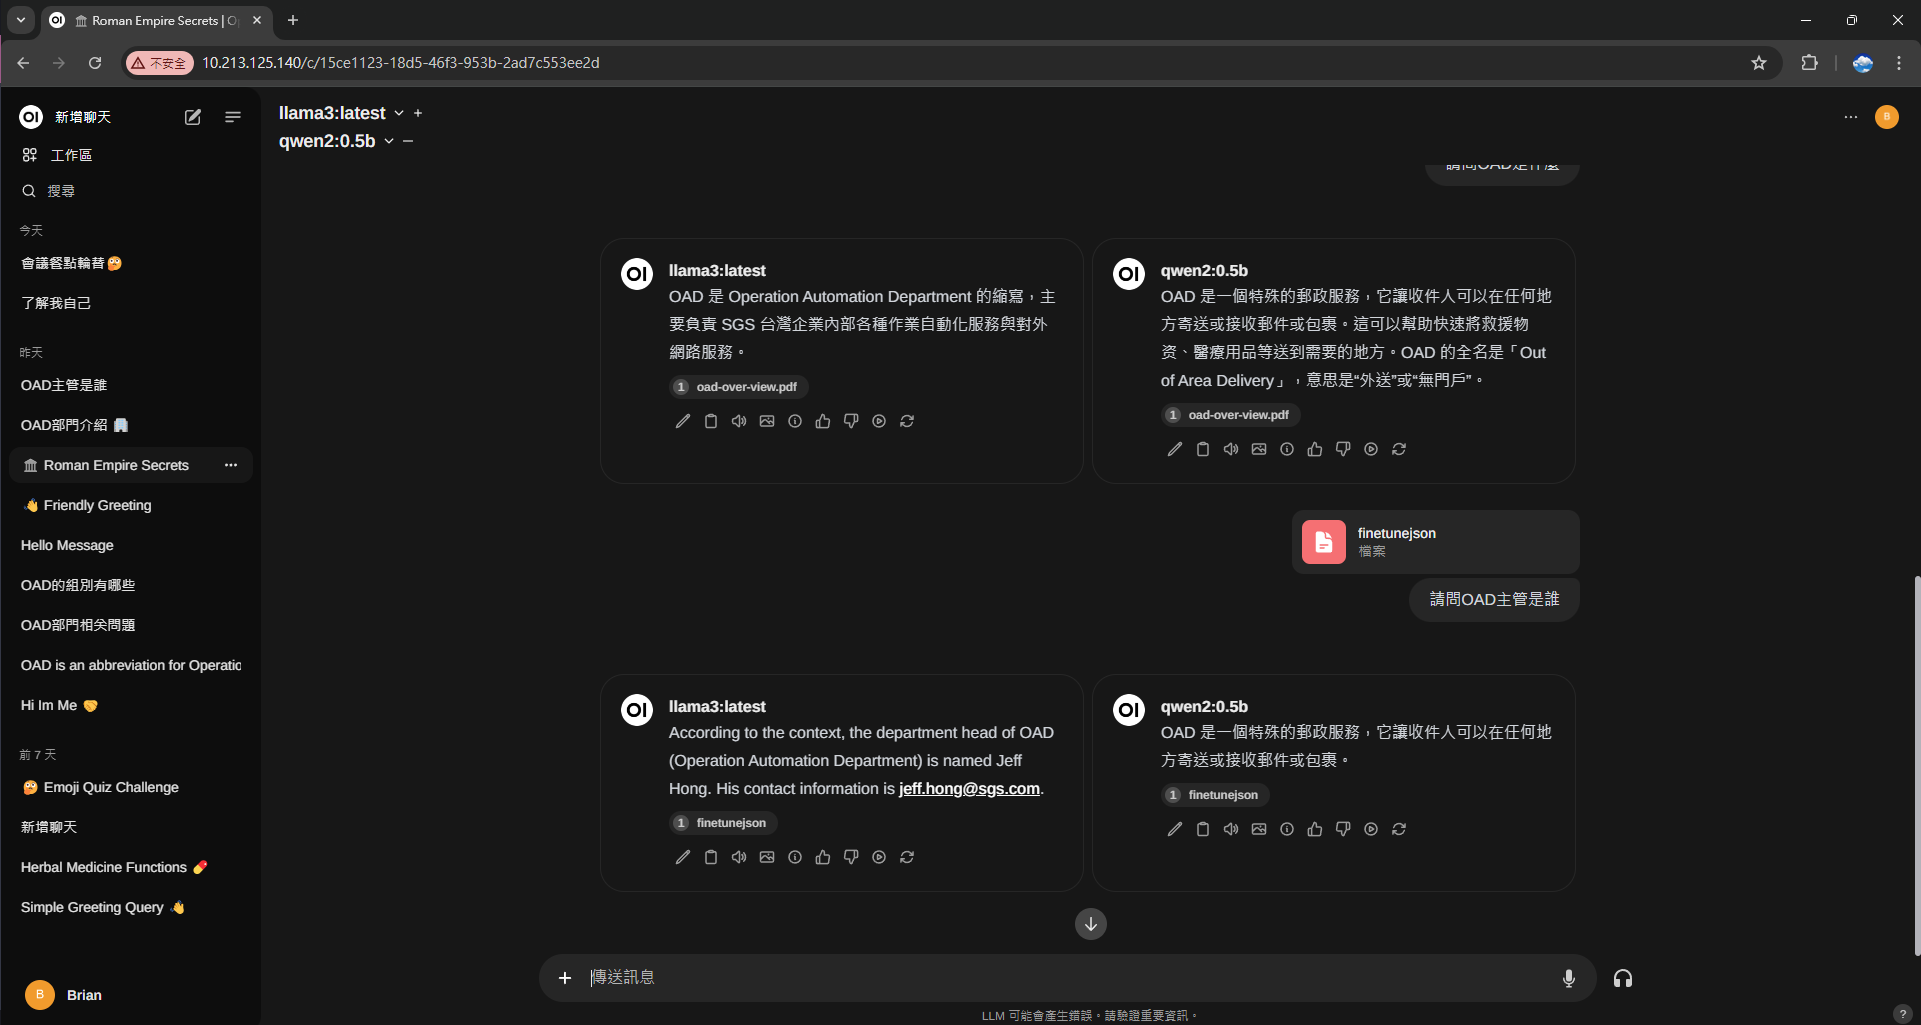 Roman Empire Secrets | O
不安全
10.213.125.140/c/15ce1123-18d5-46f3-953b-2ad7c553ee2d
OI
新增聊天
工作區
搜尋
今天
會議餐點輪替
了解我自己
昨天
OAD主管是誰
OAD部門介紹
Roman Empire Secrets
Friendly Greeting
Hello Message
OAD的組別有哪些
OAD部門相关問題
OAD is an abbreviation for Operatio
Hi Im Me
前 7 天
Emoji Quiz Challenge
新增聊天
Herbal Medicine Functions
Simple Greeting Query
B
Brian
llama3:latest
qwen2:0.5b
B
請問OAD是什麼
OI
llama3:latest
OAD 是 Operation Automation Department 的縮寫，主
要負責 SGS 台灣企業內部各種作業自動化服務與對外
網路服務。
1 oad-over-view.pdf
OI
qwen2:0.5b
OAD 是一個特殊的郵政服務，它讓收件人可以在任何地
方寄送或接收郵件或包裹。這可以幫助快速將救援物
资、醫療用品等送到需要的地方。OAD 的全名是「Out
of Area Delivery」，意思是“外送”或“無門戶”。
1 oad-over-view.pdf
finetunejson
檔案
請問OAD主管是誰
OI
llama3:latest
According to the context, the department head of OAD
(Operation Automation Department) is named Jeff
Hong. His contact information is jeff.hong@sgs.com.
1 finetunejson
OI
qwen2:0.5b
OAD 是一個特殊的郵政服務，它讓收件人可以在任何地
方寄送或接收郵件或包裹。
1 finetunejson
傳送訊息
LLM 可能會產生錯誤。請驗證重要資訊。
?